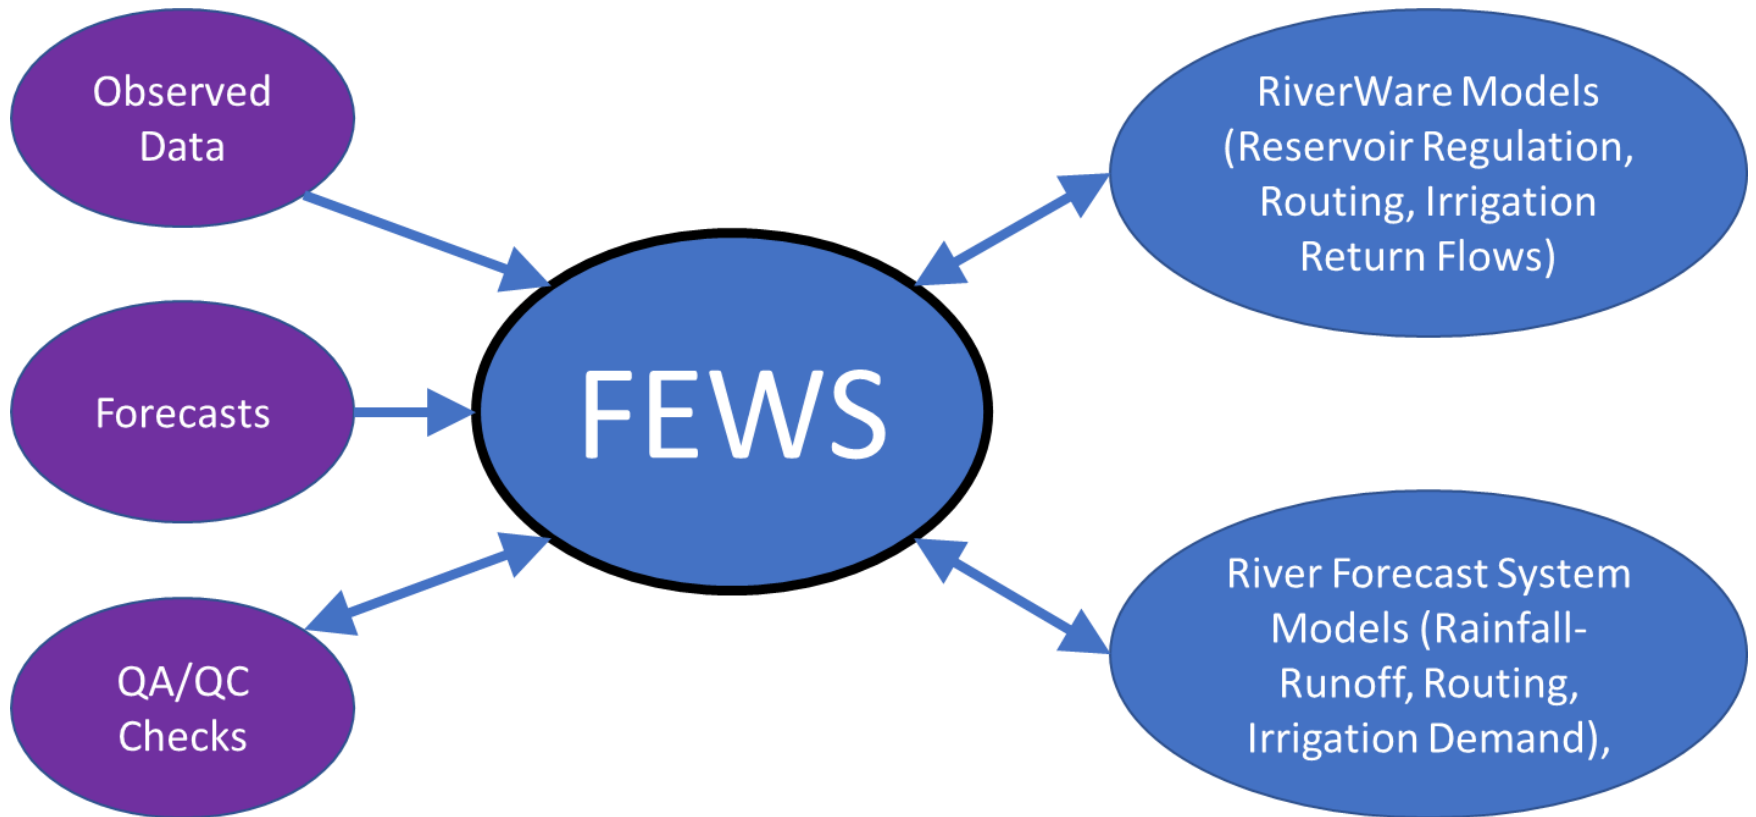 Observed
Data
Forecasts
QA/QC
Checks
FEWS
RiverWare Models
(Reservoir Regulation,
Routing, Irrigation
Return Flows)
River Forecast System
Models (Rainfall-
Runoff, Routing,
Irrigation Demand),